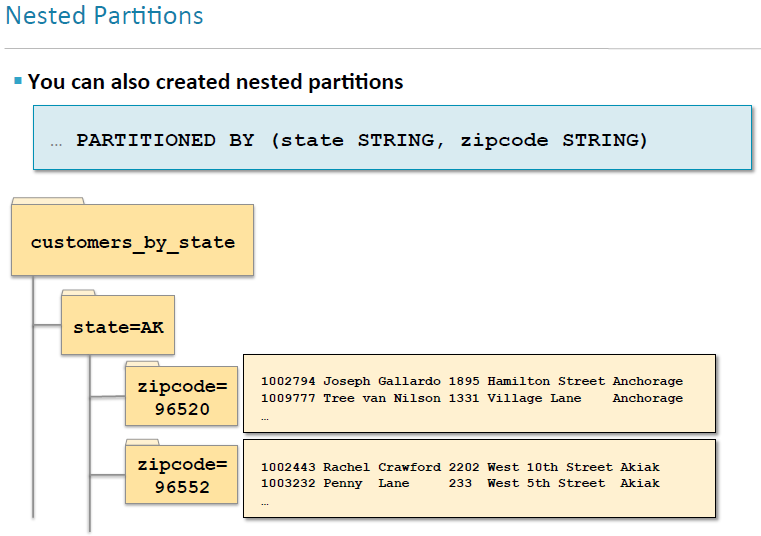 Nested Partitions
You can also created nested partitions
… PARTITIONED BY (state STRING, zipcode STRING)
customers_by_state
state=AK
zipcode=
96520
1002794 Joseph Gallardo 1895 Hamilton Street Anchorage
1009777 Tree van Nilson 1331 Village Lane Anchorage
…
zipcode=
96552
1002443 Rachel Crawford 2202 West 10th Street Akiak
1003232 Penny Lane 233 West 5th Street Akiak
…